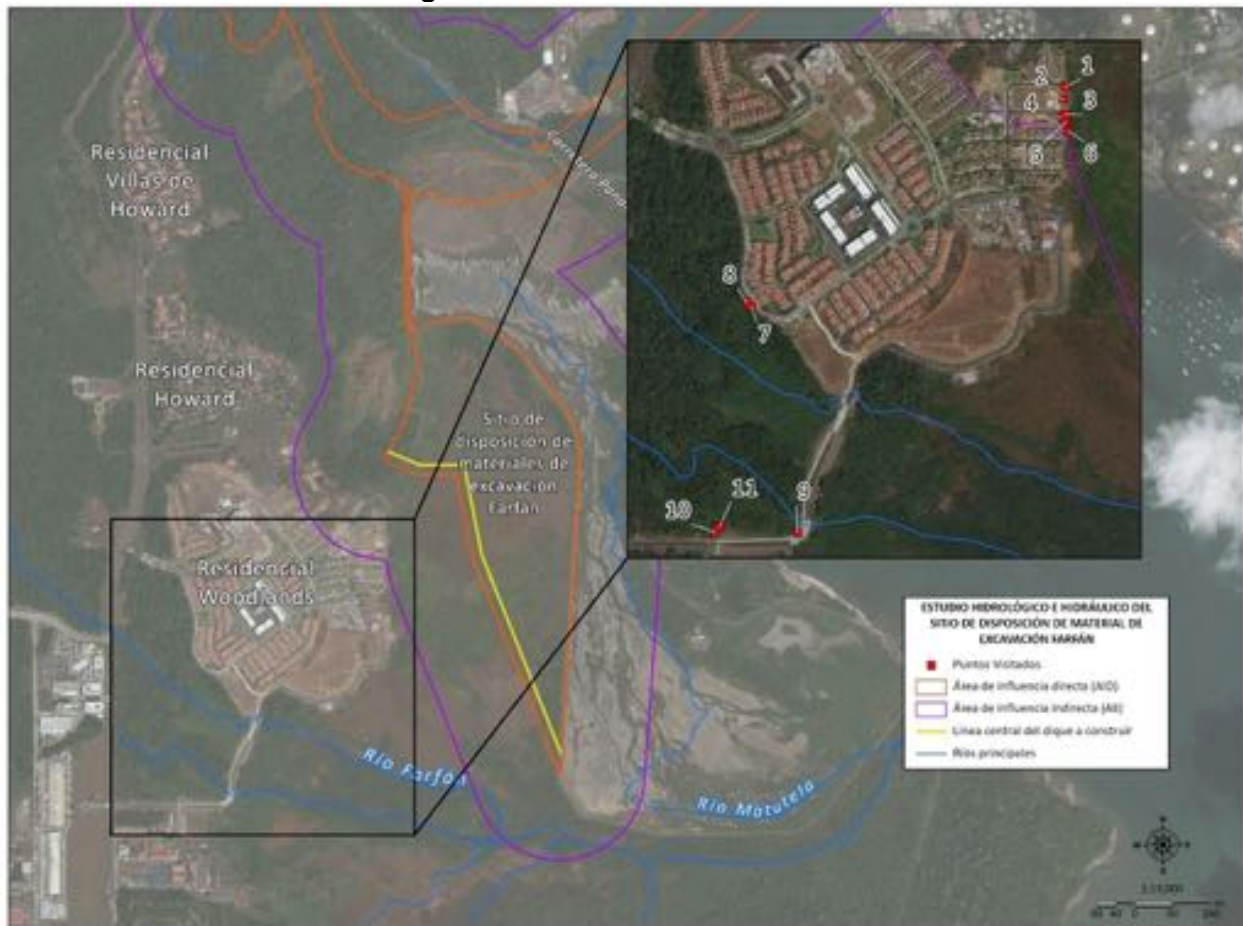 Residencial
Villas de
Howard
Residencial
Howard
Sitio de
disposición de
materiales de
excavación
Farfán
Residencial
Woodlands
Río Farfán
Río Matutela
1
2
3
4
5
6
8
7
9
11
10
ESTUDIO HIDROLÓGICO E HIDRÁULICO DEL
SITIO DE DISPOSICIÓN DE MATERIAL DE
EXCAVACIÓN FARFÁN
Puntos Visitados
Área de influencia directa (AID)
Área de influencia indirecta (AII)
Línea central del dique a construir
Ríos principales